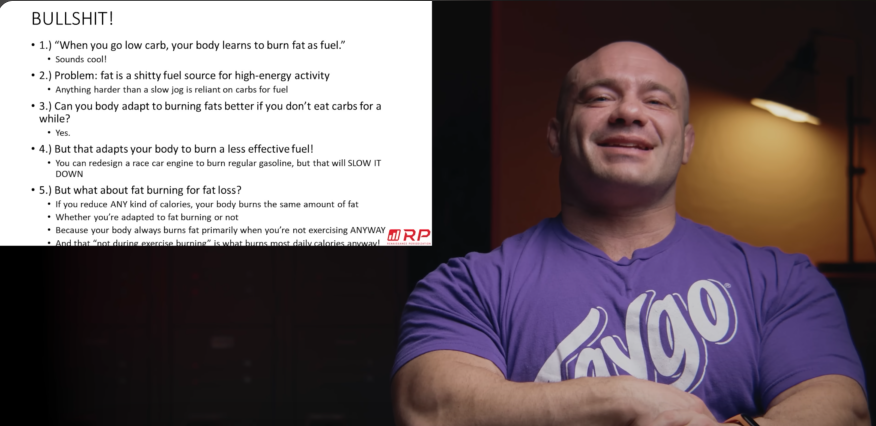 BULLSHIT!
• 1.) “When you go low carb, your body learns to burn fat as fuel.”
• Sounds cool!
• 2.) Problem: fat is a shitty fuel source for high-energy activity
• Anything harder than a slow jog is reliant on carbs for fuel
• 3.) Can you body adapt to burning fats better if you don’t eat carbs for a
while?
• Yes.
• 4.) But that adapts your body to burn a less effective fuel!
• You can redesign a race car engine to burn regular gasoline, but that will SLOW IT
DOWN
• 5.) But what about fat burning for fat loss?
• If you reduce ANY kind of calories, your body burns the same amount of fat
• Whether you’re adapted to fat burning or not
• Because your body always burns fat primarily when you’re not exercising ANYWAY
• And that “not during exercise burning” is what burns most daily calories anyway!
RP
Faygo®